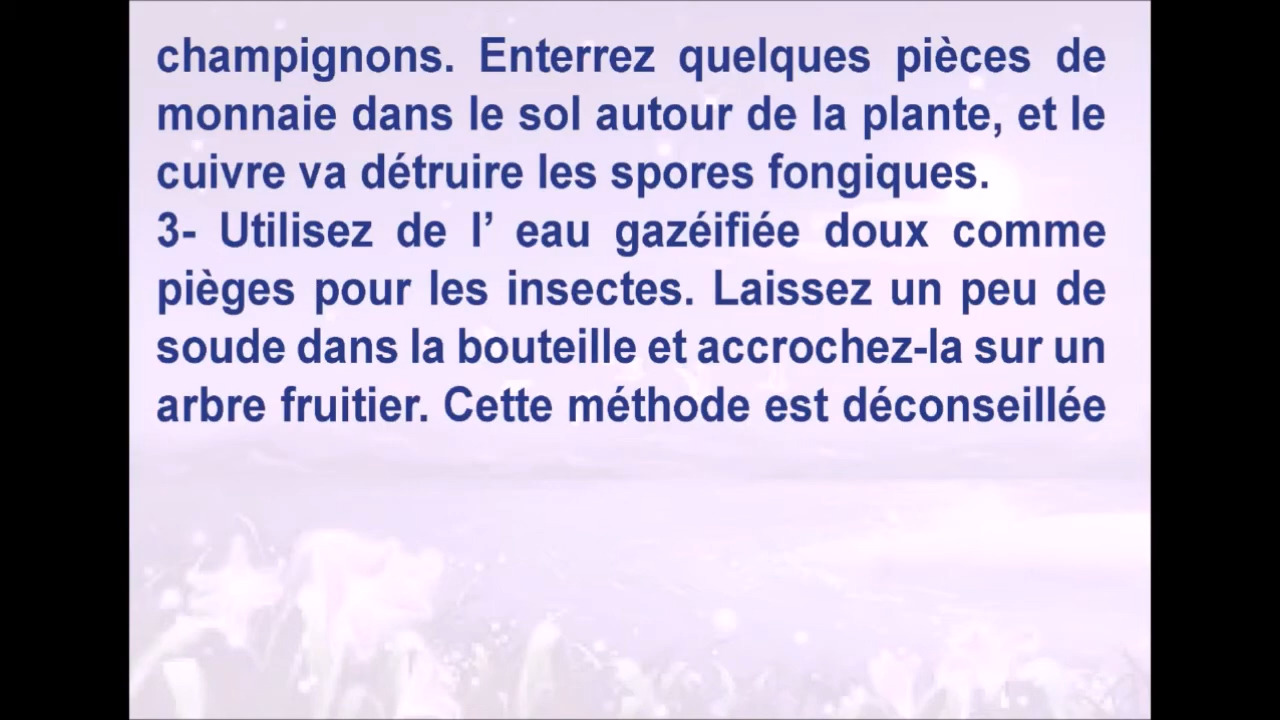 champignons. Enterrez quelques pièces de
monnaie dans le sol autour de la plante, et le
cuivre va détruire les spores fongiques.
3- Utilisez de l’ eau gazéifiée doux comme
pièges pour les insectes. Laissez un peu de
soude dans la bouteille et accrochez-la sur un
arbre fruitier. Cette méthode est déconseillée